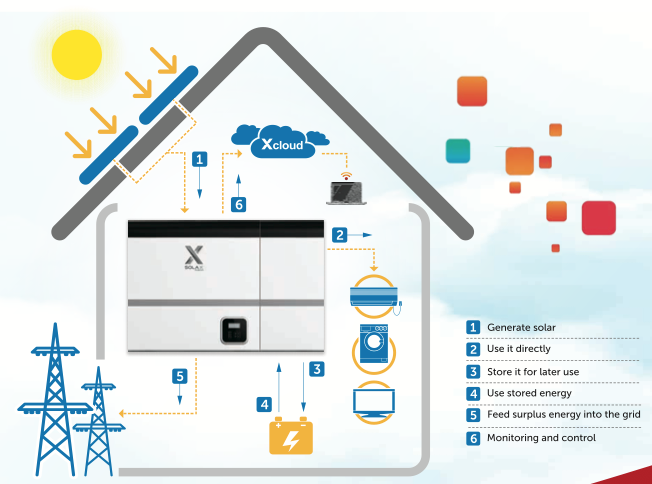 Xcloud
1
6
2
X
SOLAX
5
3
4
+ -
1 Generate solar
2 Use it directly
3 Store it for later use
4 Use stored energy
5 Feed surplus energy into the grid
6 Monitoring and control